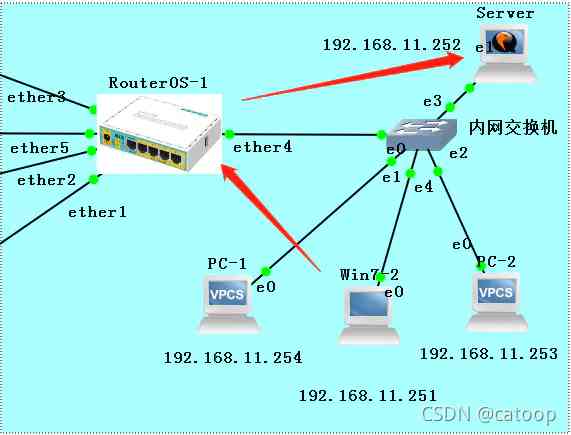 Server
192.168.11.252
e1
RouterOS-1
ether3
e3
内网交换机
ether5
ether4
e0
e2
ether2
e1
e4
ether1
e0
PC-1
Win7-2
PC-2
VPCS
e0
e0
VPCS
192.168.11.254
192.168.11.253
192.168.11.251
CSDN @catoop